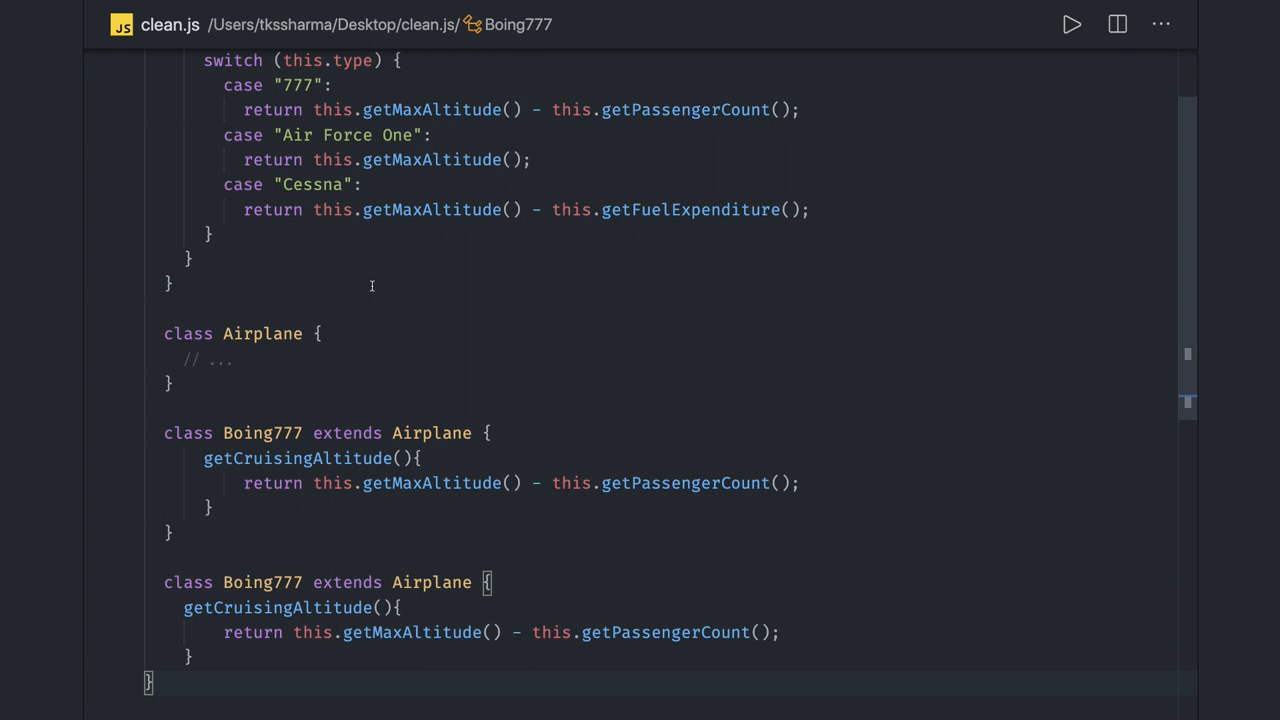 JS clean.js /Users/tkssharma/Desktop/clean.js/ Boing777 ...
switch (this.type) {
case "777":
return this.getMaxAltitude() - this.getPassengerCount();
case "Air Force One":
return this.getMaxAltitude();
case "Cessna":
return this.getMaxAltitude() - this.getFuelExpenditure();
}
}
}
class Airplane {
// ...
}
class Boing777 extends Airplane {
getCruisingAltitude(){
return this.getMaxAltitude() - this.getPassengerCount();
}
}
class Boing777 extends Airplane {
getCruisingAltitude(){
return this.getMaxAltitude() - this.getPassengerCount();
}
}